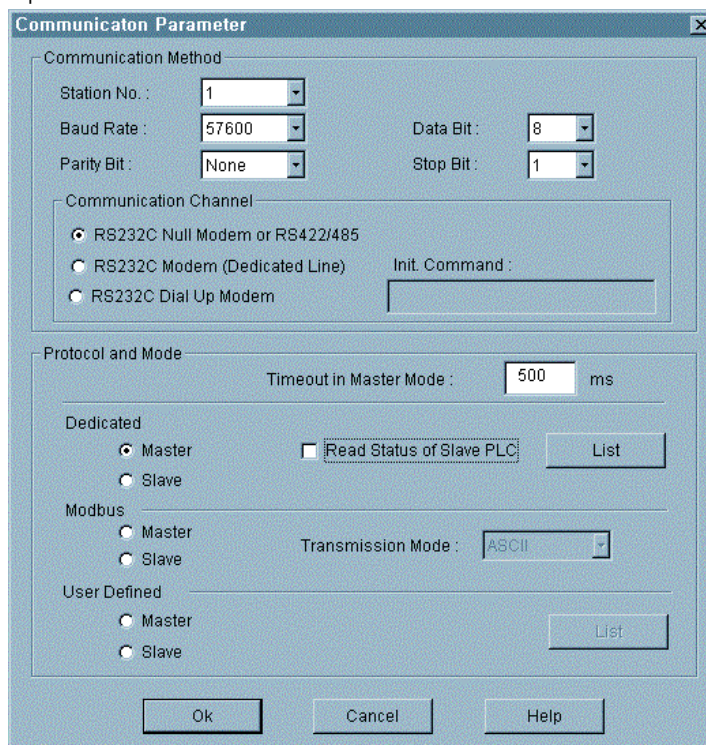 Communicaton Parameter
Communication Method
Station No. : 1
Baud Rate : 57600 Data Bit : 8
Parity Bit : None Stop Bit : 1
Communication Channel
RS232C Null Modem or RS422/485
RS232C Modem (Dedicated Line) Init. Command :
RS232C Dial Up Modem
Protocol and Mode
Timeout in Master Mode : 500 ms
Dedicated
Master Read Status of Slave PLC List
Slave
Modbus
Master
Transmission Mode : ASCII
Slave
User Defined
Master
List
Slave
Ok Cancel Help